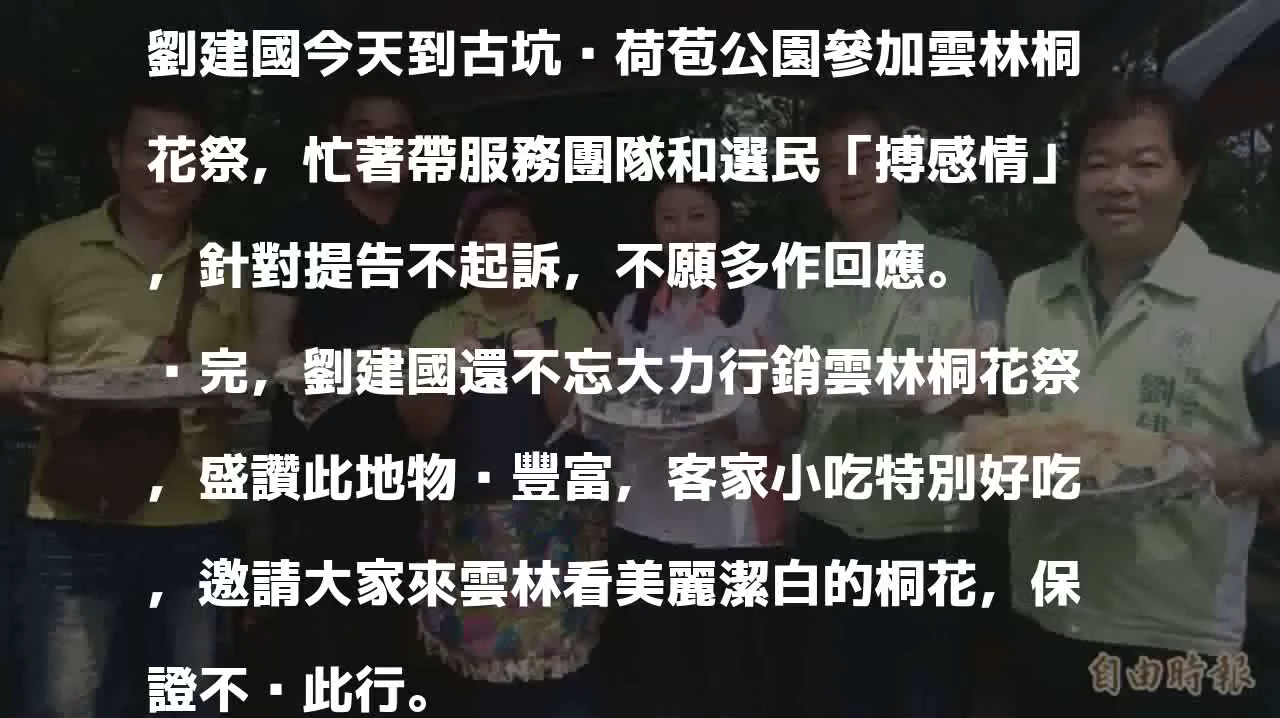 劉建國今天到古坑▪荷苞公園參加雲林桐
花祭，忙著帶服務團隊和選民「搏感情」
，針對提告不起訴，不願多作回應。
▪完，劉建國還不忘大力行銷雲林桐花祭
，盛讚此地物▪豐富，客家小吃特別好吃
，邀請大家來雲林看美麗潔白的桐花，保
證不▪此行。
劉建
自由時報